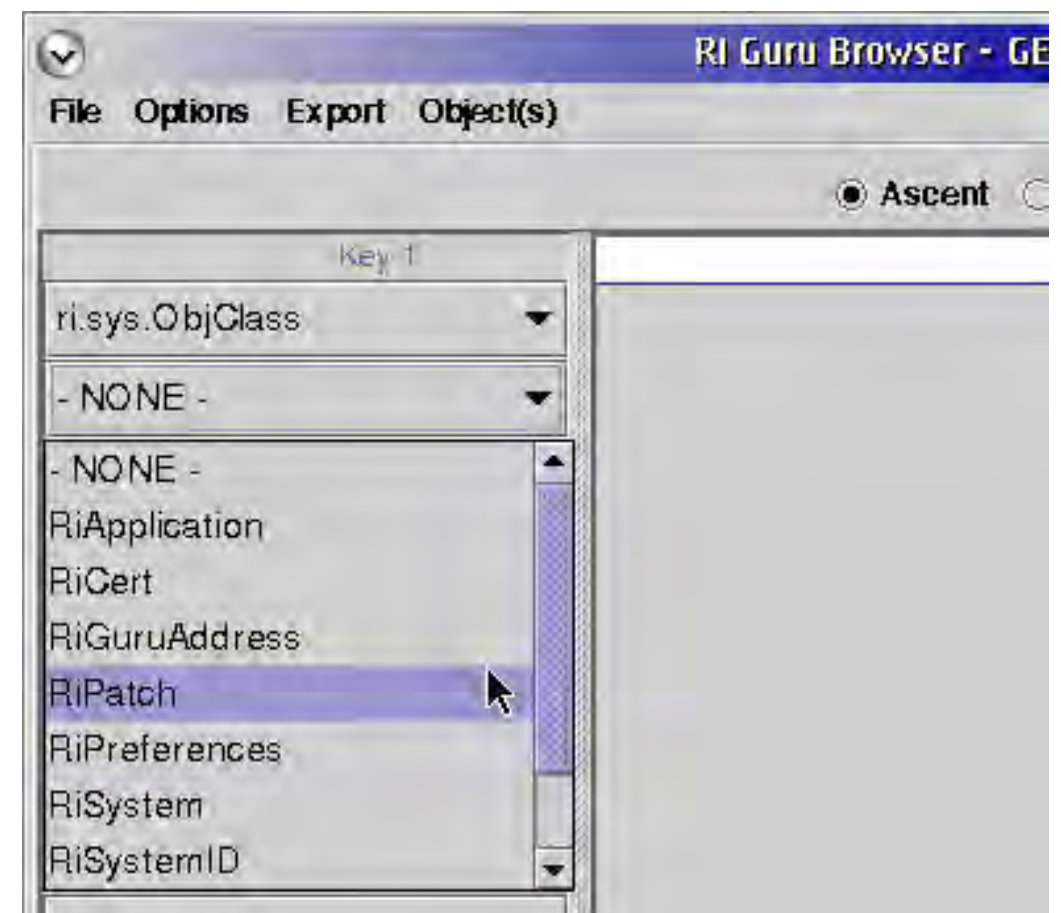 RI Guru Browser - GE
File Options Export Object(s)
Ascent
Key 1
ri.sys.ObjClass
- NONE -
- NONE -
RiApplication
RiCert
RiGuruAddress
RiPatch
RiPreferences
RiSystem
RiSystemID